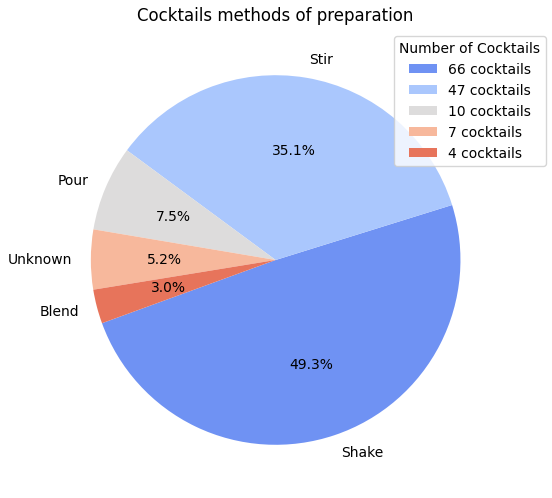 Cocktails methods of preparation
Number of Cocktails
66 cocktails
47 cocktails
10 cocktails
7 cocktails
4 cocktails
Stir
35.1%
Pour
7.5%
Unknown
5.2%
Blend
3.0%
49.3%
Shake